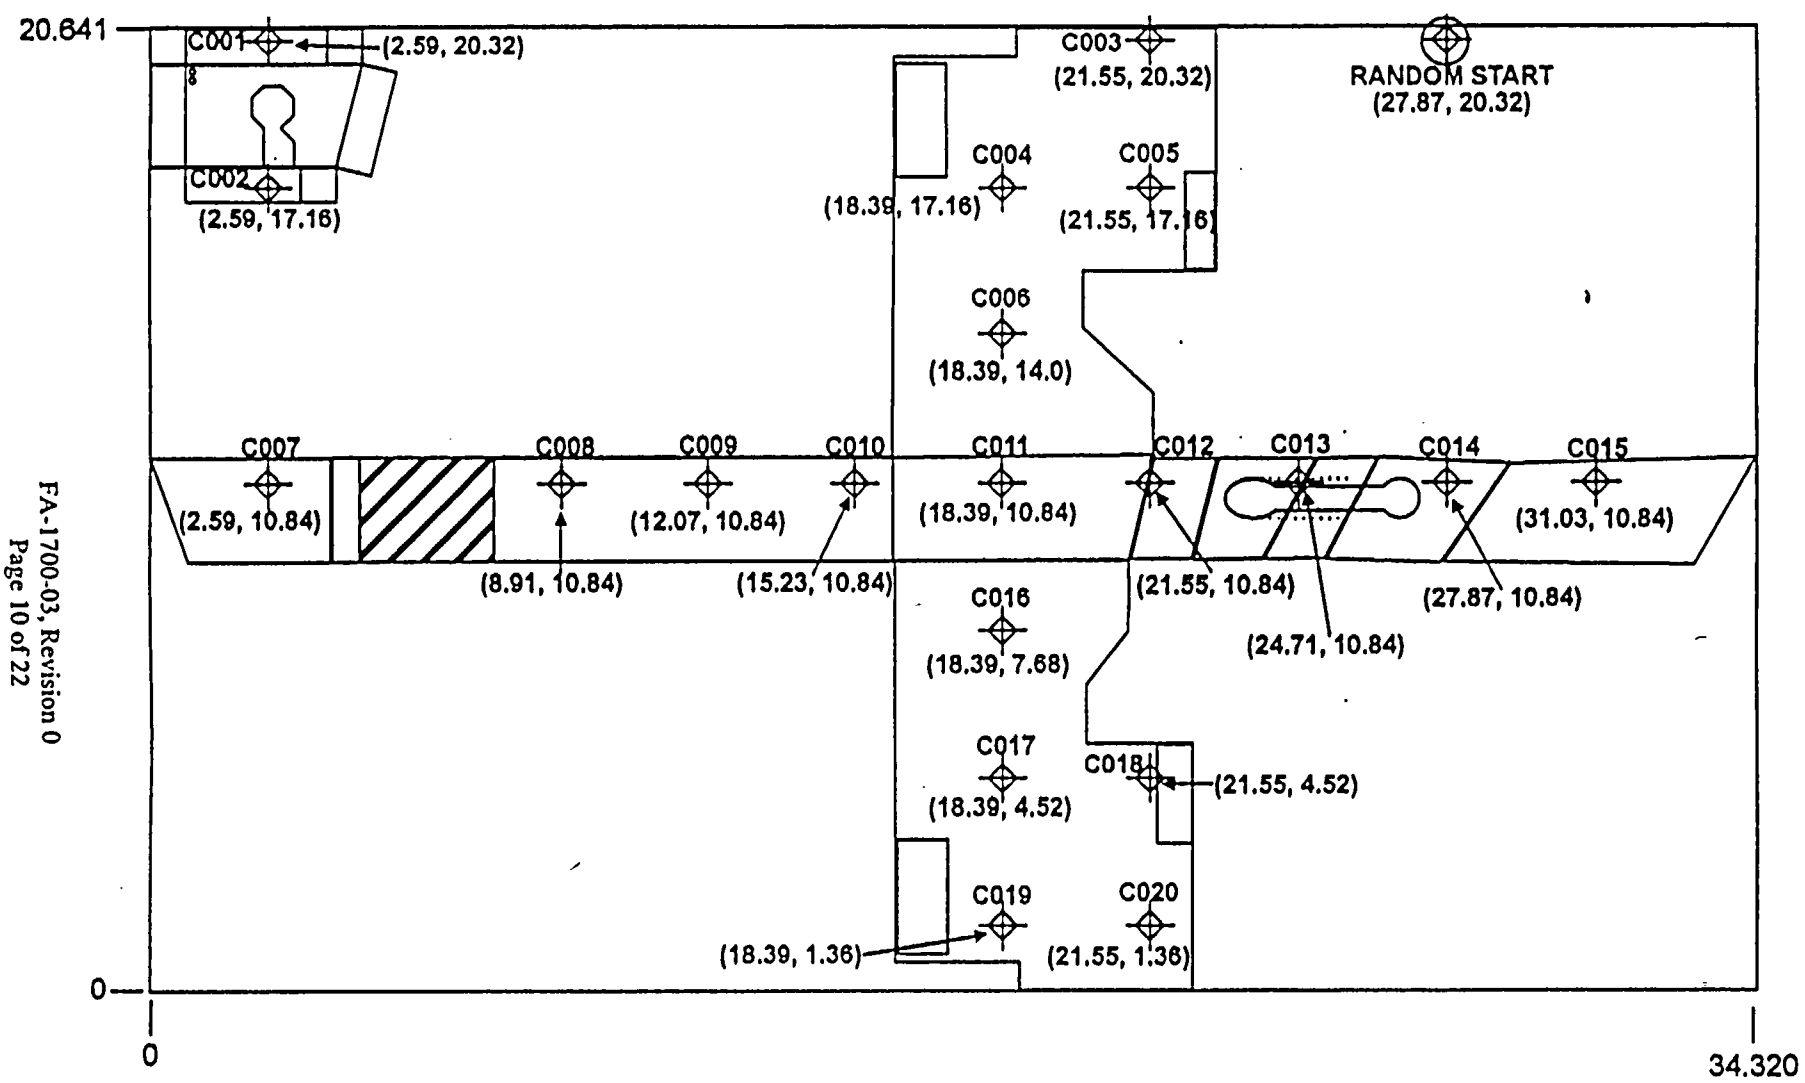 20.641
C001
(2.59, 20.32)
C003
(21.55, 20.32)
RANDOM START
(27.87, 20.32)
C002
(2.59, 17.16)
C004
(18.39, 17.16)
C005
(21.55, 17.16)
C006
(18.39, 14.0)
C007
(2.59, 10.84)
C008
(8.91, 10.84)
C009
(12.07, 10.84)
C010
(15.23, 10.84)
C011
(18.39, 10.84)
C012
(21.55, 10.84)
C013
(24.71, 10.84)
C014
(27.87, 10.84)
C015
(31.03, 10.84)
C016
(18.39, 7.68)
C017
(18.39, 4.52)
C018
(21.55, 4.52)
C019
(18.39, 1.36)
C020
(21.55, 1.36)
0
0
34.320
FA-1700-03, Revision 0
Page 10 of 22